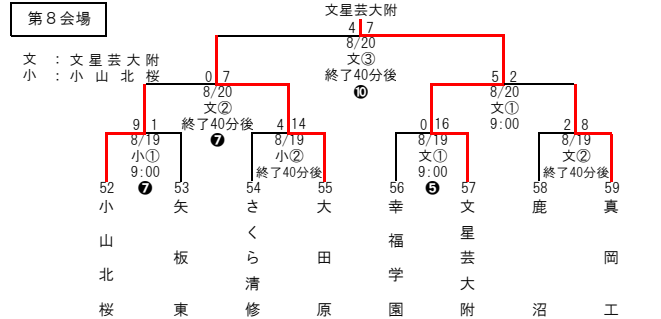 第８会場
文星芸大附
文 ： 文星芸大附
小 ： 小山北桜
4 7
8/20
文③
終了40分後
❿
0 7
8/20
文②
終了40分後
❼
5 2
8/20
文①
9:00
9 1
8/19
小①
9:00
❼
4 14
8/19
小②
終了40分後
0 16
8/19
文①
9:00
❺
2 8
8/19
文②
終了40分後
52 53 54 55 56 57 58 59
小山北桜
矢板東
さくら清修
大田原
幸福学園
文星芸大附
鹿沼
真岡工